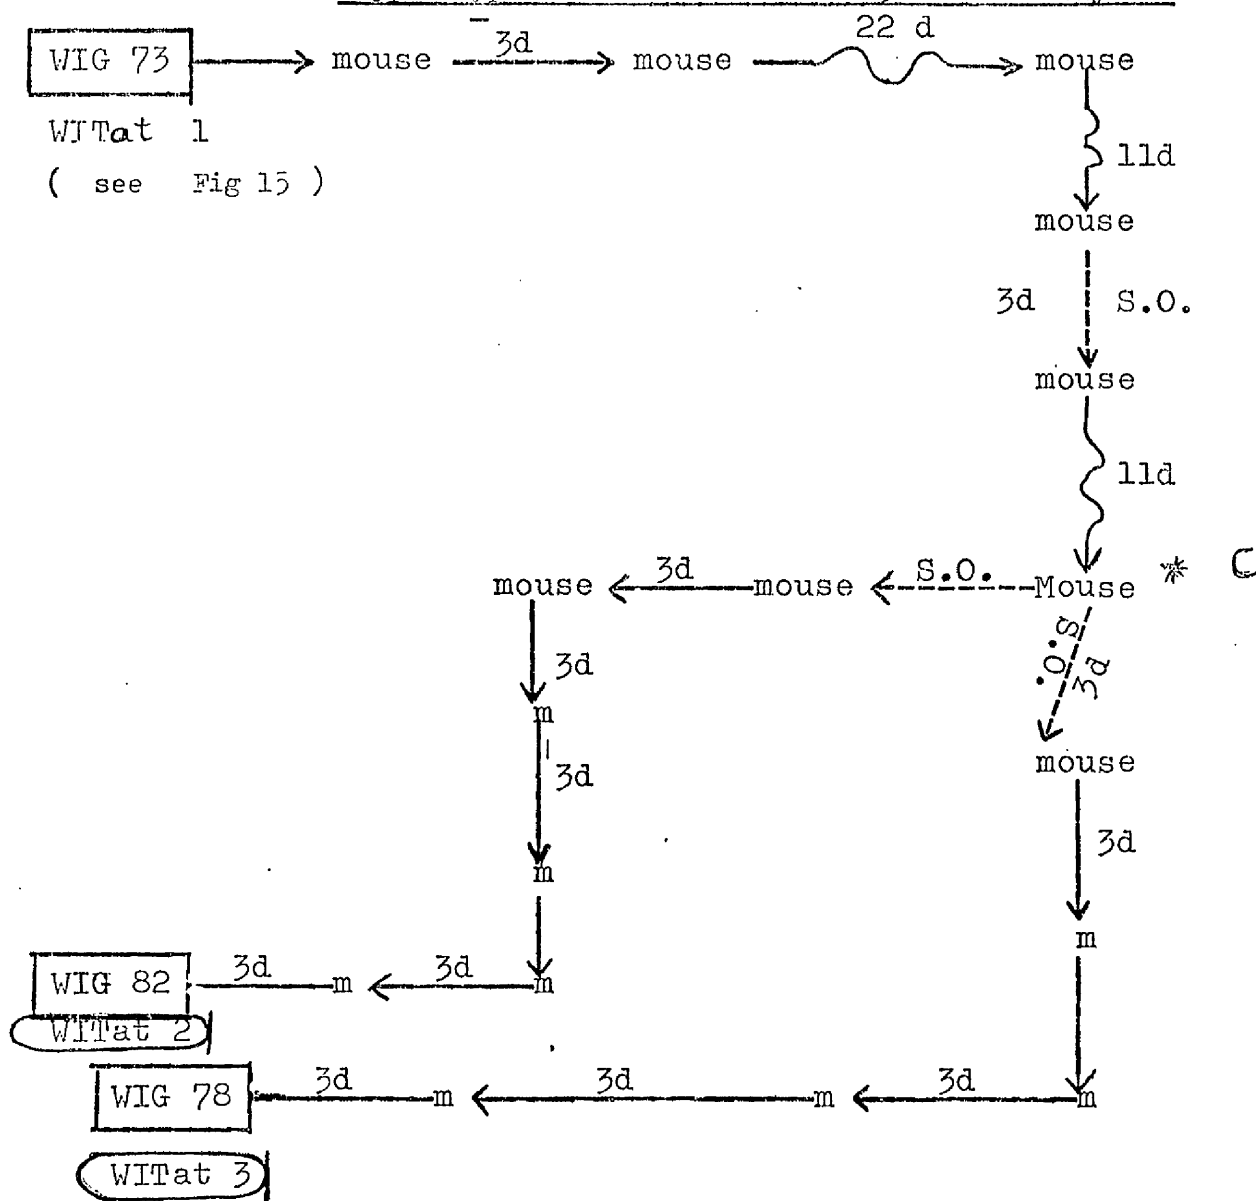 22 d
WIG 73 mouse 3d mouse mouse
WITat 1
11d
( see Fig 15 )
mouse
3d S.O.
mouse
11d
mouse 3d mouse S.O. Mouse * C
S.O.
3d
3d
m
mouse
3d
3d
m
m
WIG 82 3d m 3d m
WITat 2
WIG 78 3d m 3d m 3d m
WITat 3